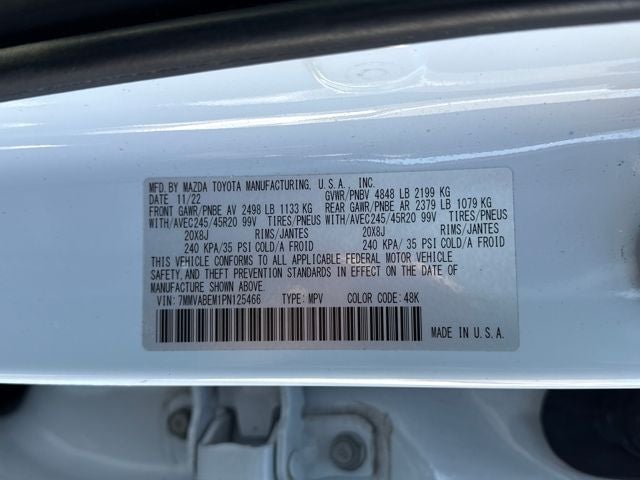 MFD. BY MAZDA TOYOTA MANUFACTURING, U.S.A., INC.
DATE 11/22 GVWR/PNBV 4848 LB 2199 KG
FRONT GAWR/PNBE AV 2498 LB 1133 KG REAR GAWR/PNBE AR 2379 LB 1079 KG
WITH/AVEC245/45R20 99V TIRES/PNEUS WITH/AVEC245/45R20 99V TIRES/PNEUS
20X8J RIMS/JANTES 20X8J RIMS/JANTES
240 KPA/ 35 PSI COLD/A FROID 240 KPA/ 35 PSI COLD/A FROID
THIS VEHICLE CONFORMS TO ALL APPLICABLE FEDERAL MOTOR VEHICLE
SAFETY, AND THEFT PREVENTION STANDARDS IN EFFECT ON THE DATE OF
MANUFACTURE SHOWN ABOVE.
VIN: 7MMVABEM1PN125466 TYPE: MPV COLOR CODE: 48K
MADE IN U.S.A.